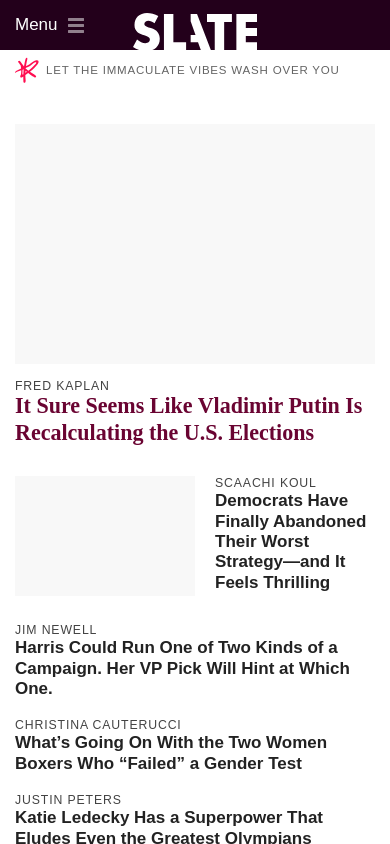 Menu
SLATE
LET THE IMMACULATE VIBES WASH OVER YOU
FRED KAPLAN
It Sure Seems Like Vladimir Putin Is
Recalculating the U.S. Elections
SCAACHI KOUL
Democrats Have
Finally Abandoned
Their Worst
Strategy—and It
Feels Thrilling
JIM NEWELL
Harris Could Run One of Two Kinds of a
Campaign. Her VP Pick Will Hint at Which
One.
CHRISTINA CAUTERUCCI
What’s Going On With the Two Women
Boxers Who “Failed” a Gender Test
JUSTIN PETERS
Katie Ledecky Has a Superpower That
Eludes Even the Greatest Olympians